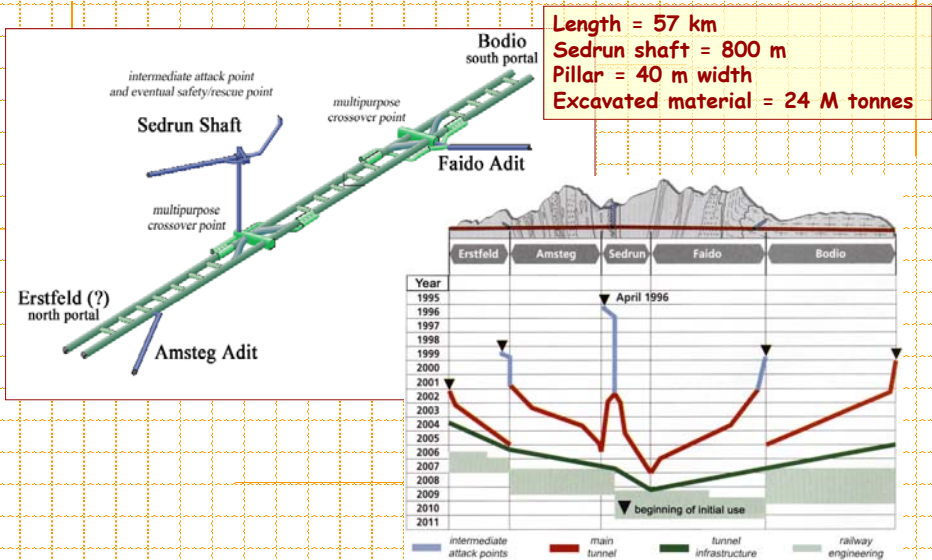 Length = 57 km
Sedrun shaft = 800 m
Pillar = 40 m width
Excavated material = 24 M tonnes
Bodio
south portal
intermediate attack point
and eventual safety/rescue point
multipurpose
crossover point
Sedrun Shaft
Faido Adit
multipurpose
crossover point
Erstfeld (?)
north portal
Amsteg Adit
Erstfeld Amsteg Sedrun Faido Bodio
Year
1995
April 1996
1996
1997
1998
1999
2000
2001
2002
2003
2004
2005
2006
2007
2008
2009
2010
beginning of initial use
2011
intermediate
attack points
main
tunnel
tunnel
infrastructure
railway
engineering